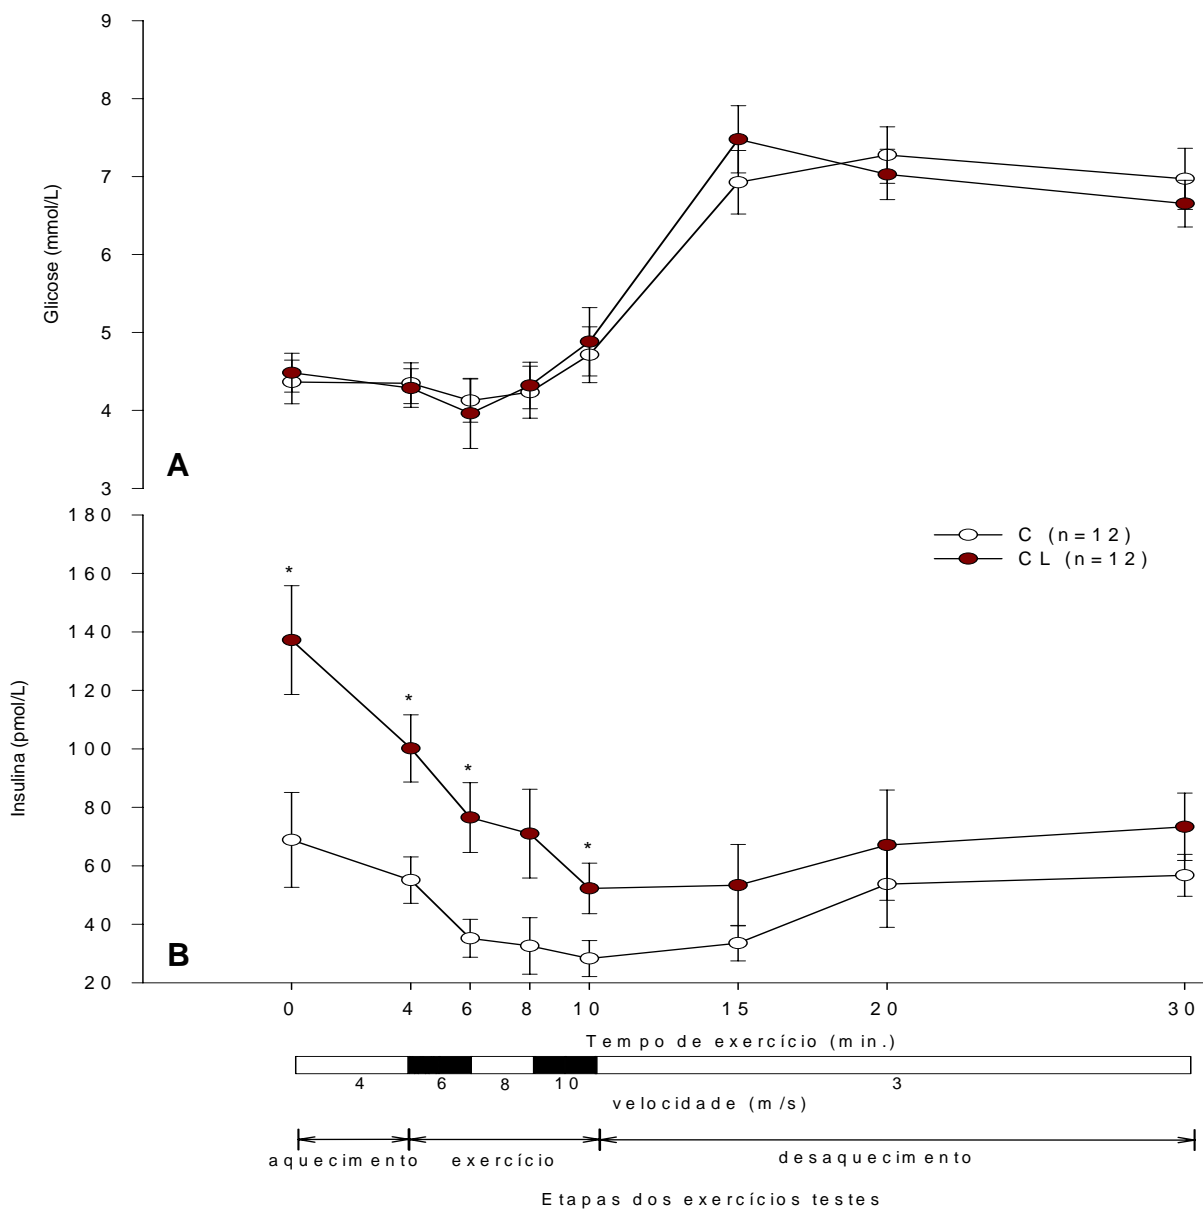 9
8
7
6
5
4
3
Glicose (mmol/L)
A
180
160
140
120
100
80
60
40
20
Insulina (pmol/L)
C (n=12)
CL (n=12)
*
*
*
*
B
0 4 6 8 10 15 20 30
Tempo de exercício (min.)
4 6 8 10 3
velocidade (m/s)
aquecimento exercício desaquecimento
Etapas dos exercícios testes